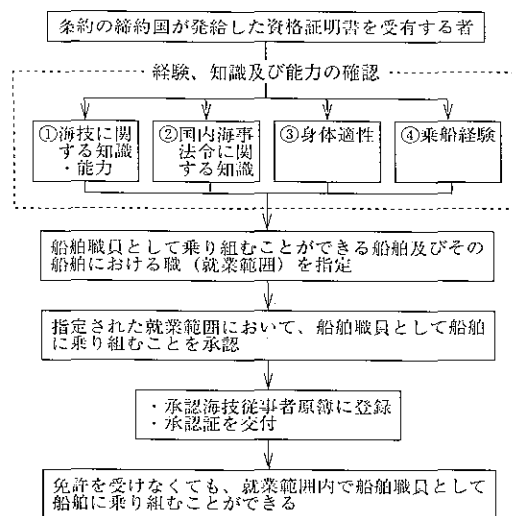 条約の締約国が発給した資格証明書を受有する者
経験、知識及び能力の確認
①海技に関
する知識
・能力
②国内海事
法令に関
する知識
③身体適性
④乗船経験
船舶職員として乗り組むことができる船舶及びその
船舶における職（就業範囲）を指定
指定された就業範囲において、船舶職員として船舶
に乗り組むことを承認
・承認海技従事者原簿に登録
・承認証を交付
免許を受けなくても、就業範囲内で船舶職員として
船舶に乗り組むことができる